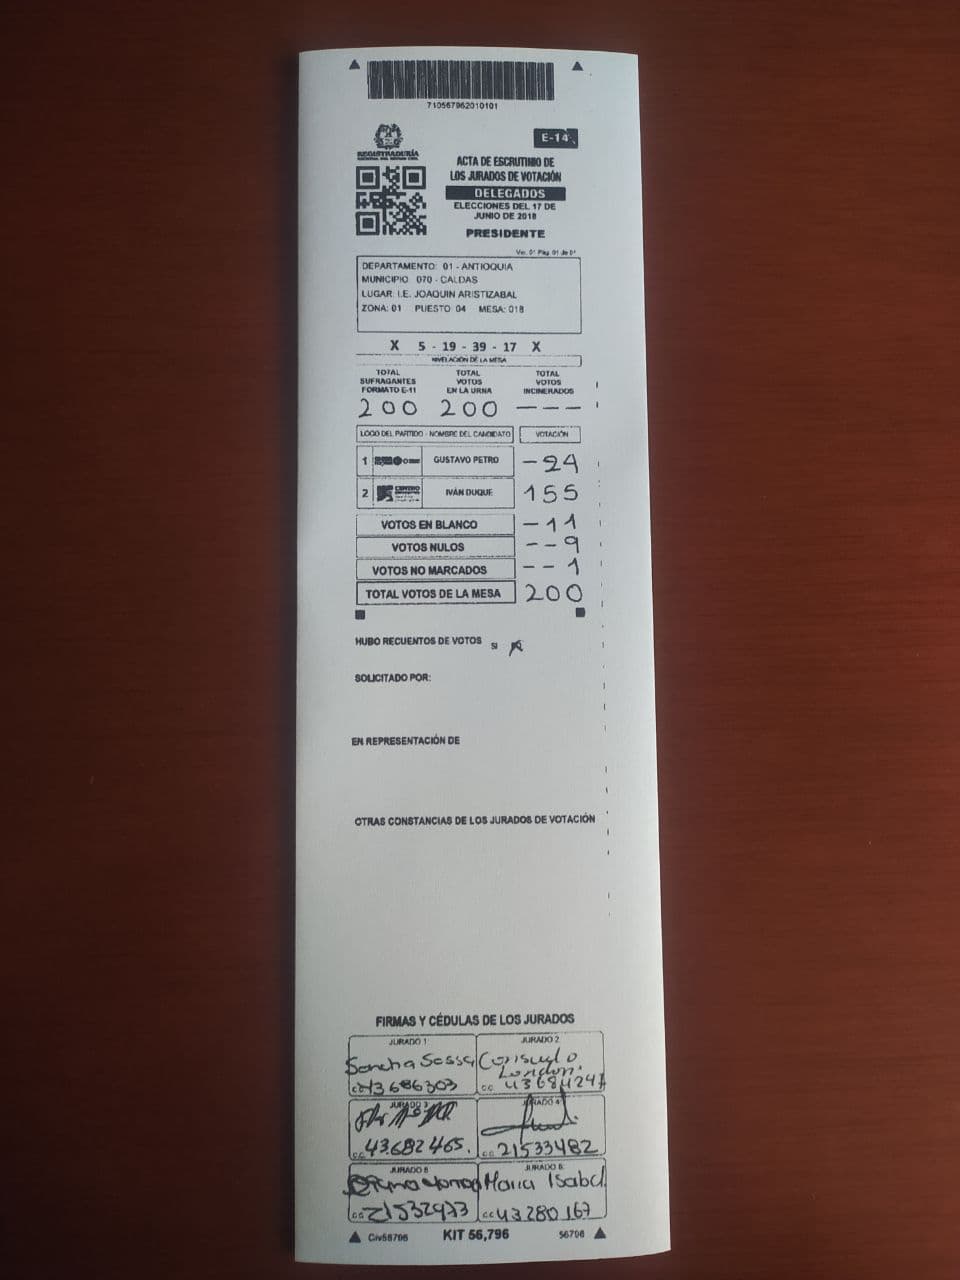 710567962010101
REGISTRADURÍA
E-14
ACTA DE ESCRUTINIO DE
LOS JURADOS DE VOTACIÓN
DELEGADOS
ELECCIONES DEL 17 DE
JUNIO DE 2018
PRESIDENTE
Ver. 01 Pág 01 de 01
DEPARTAMENTO: 01 - ANTIOQUIA
MUNICIPIO 070 - CALDAS
LUGAR: I.E. JOAQUIN ARISTIZABAL
ZONA: 01 PUESTO 04 MESA: 018
X 5 - 19 - 39 - 17 X
NIVELACIÓN DE LA MESA
TOTAL SUFRAGANTES FORMATO E-11
TOTAL VOTOS EN LA URNA
TOTAL VOTOS INCINERADOS
200 200 ---
LOGO DEL PARTIDO - NOMBRE DEL CANDIDATO VOTACIÓN
1 GUSTAVO PETRO -24
2 CENTRO IVÁN DUQUE 155
VOTOS EN BLANCO -11
VOTOS NULOS --9
VOTOS NO MARCADOS --1
TOTAL VOTOS DE LA MESA 200
HUBO RECUENTOS DE VOTOS SI
SOLICITADO POR:
EN REPRESENTACIÓN DE
OTRAS CONSTANCIAS DE LOS JURADOS DE VOTACIÓN
FIRMAS Y CÉDULAS DE LOS JURADOS
JURADO 1 JURADO 2
Consuelo
Londoño
cc 43686303 cc 43684247
JURADO 3 JURADO 4
cc 43.682465. cc 21533482
JURADO 5 JURADO 6
Maria Isabel
cc 21532973 cc 43280167
Civ56796 KIT 56,796 56796